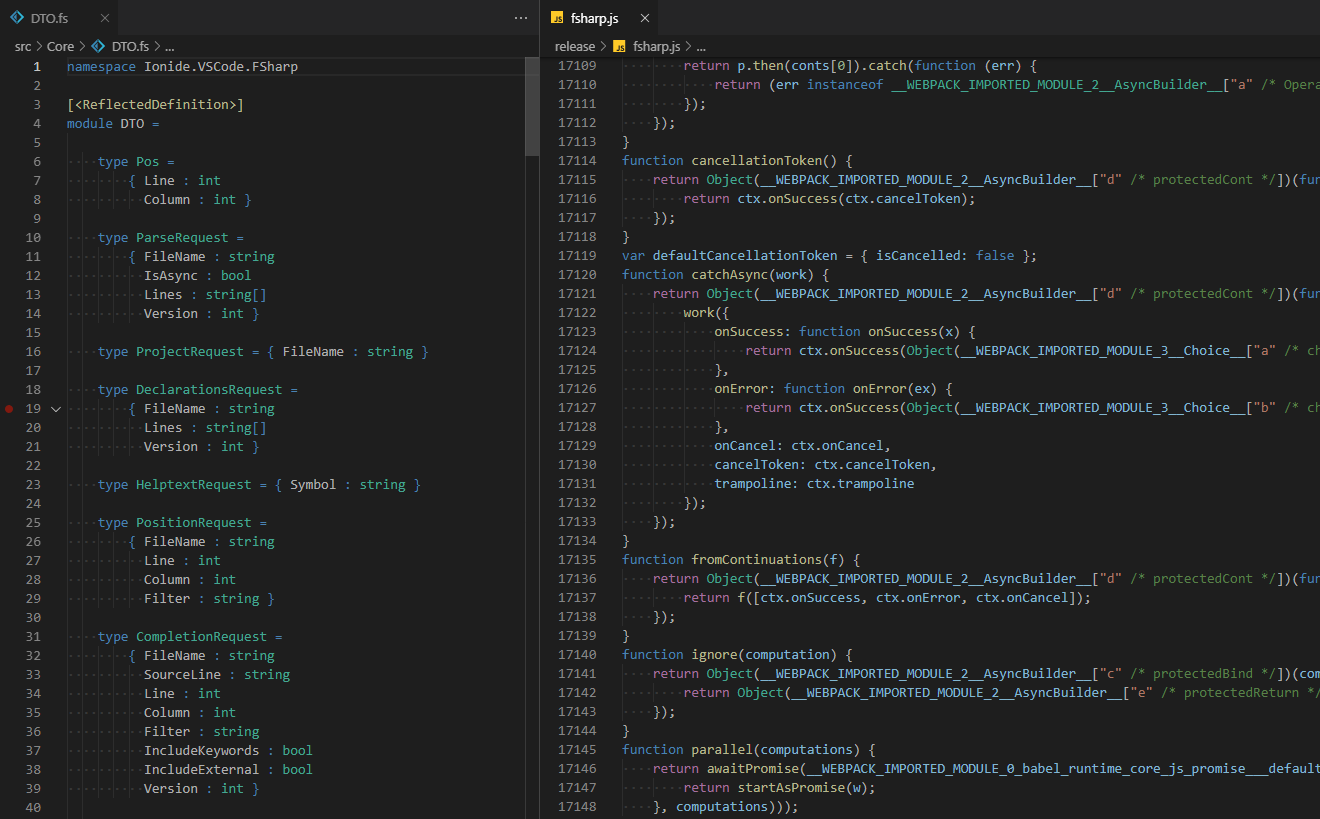 DTO.fs
src > Core > DTO.fs > ...
1 namespace Ionide.VSCode.FSharp
2
3 [<ReflectedDefinition>]
4 module DTO =
5
6 type Pos =
7 { Line : int
8 Column : int }
9
10 type ParseRequest =
11 { FileName : string
12 IsAsync : bool
13 Lines : string[]
14 Version : int }
15
16 type ProjectRequest = { FileName : string }
17
18 type DeclarationsRequest =
19 { FileName : string
20 Lines : string[]
21 Version : int }
22
23 type HelptextRequest = { Symbol : string }
24
25 type PositionRequest =
26 { FileName : string
27 Line : int
28 Column : int
29 Filter : string }
30
31 type CompletionRequest =
32 { FileName : string
33 SourceLine : string
34 Line : int
35 Column : int
36 Filter : string
37 IncludeKeywords : bool
38 IncludeExternal : bool
39 Version : int }
40
JS fsharp.js
release > JS fsharp.js > ...
17109 return p.then(conts[0]).catch(function (err) {
17110 return (err instanceof __WEBPACK_IMPORTED_MODULE_2__AsyncBuilder__["a" /* Opera
17111 });
17112 });
17113 }
17114 function cancellationToken() {
17115 return Object(__WEBPACK_IMPORTED_MODULE_2__AsyncBuilder__["d" /* protectedCont */])(fun
17116 return ctx.onSuccess(ctx.cancelToken);
17117 });
17118 }
17119 var defaultCancellationToken = { isCancelled: false };
17120 function catchAsync(work) {
17121 return Object(__WEBPACK_IMPORTED_MODULE_2__AsyncBuilder__["d" /* protectedCont */])(fun
17122 work({
17123 onSuccess: function onSuccess(x) {
17124 return ctx.onSuccess(Object(__WEBPACK_IMPORTED_MODULE_3__Choice__["a" /* ch
17125 },
17126 onError: function onError(ex) {
17127 return ctx.onSuccess(Object(__WEBPACK_IMPORTED_MODULE_3__Choice__["b" /* ch
17128 },
17129 onCancel: ctx.onCancel,
17130 cancelToken: ctx.cancelToken,
17131 trampoline: ctx.trampoline
17132 });
17133 });
17134 }
17135 function fromContinuations(f) {
17136 return Object(__WEBPACK_IMPORTED_MODULE_2__AsyncBuilder__["d" /* protectedCont */])(fun
17137 return f([ctx.onSuccess, ctx.onError, ctx.onCancel]);
17138 });
17139 }
17140 function ignore(computation) {
17141 return Object(__WEBPACK_IMPORTED_MODULE_2__AsyncBuilder__["c" /* protectedBind */])(com
17142 return Object(__WEBPACK_IMPORTED_MODULE_2__AsyncBuilder__["e" /* protectedReturn */
17143 });
17144 }
17145 function parallel(computations) {
17146 return awaitPromise(__WEBPACK_IMPORTED_MODULE_0_babel_runtime_core_js_promise___default
17147 return startAsPromise(w);
17148 }, computations)));